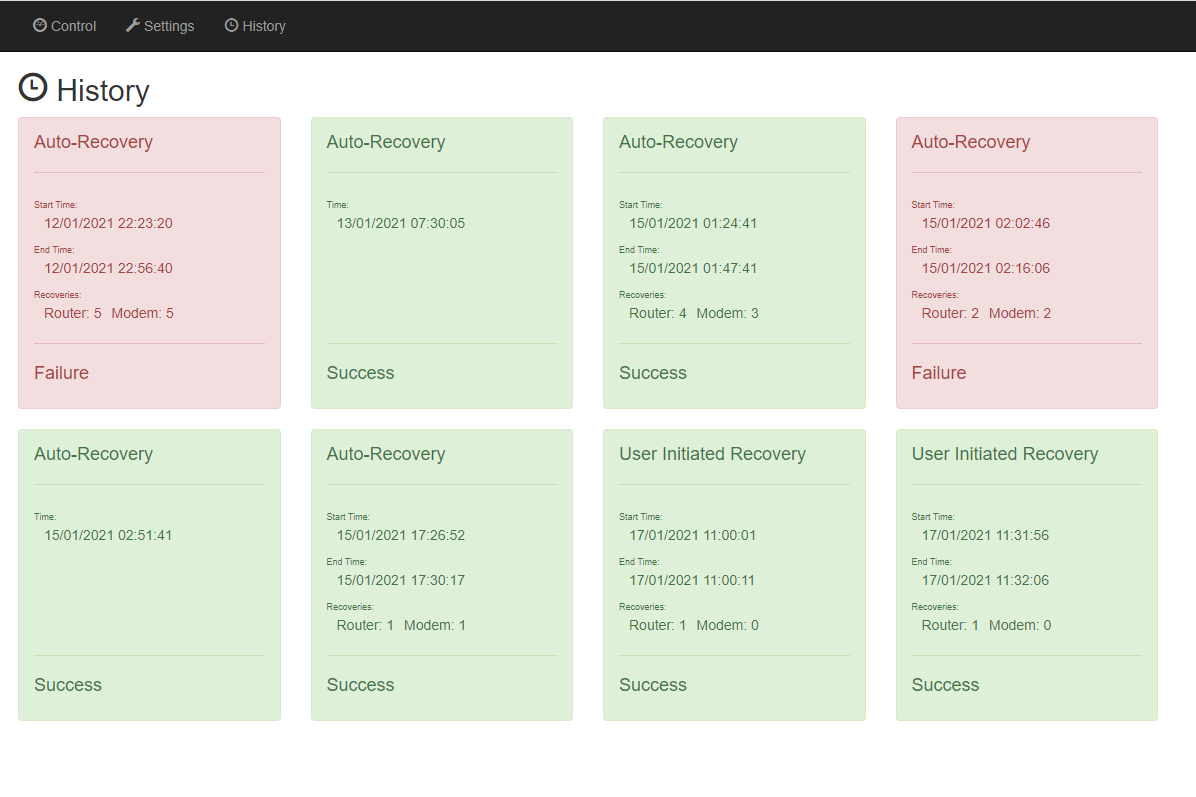 Control Settings History
History
Auto-Recovery
Start Time:
12/01/2021 22:23:20
End Time:
12/01/2021 22:56:40
Recoveries:
Router: 5 Modem: 5
Failure
Auto-Recovery
Time:
13/01/2021 07:30:05
Success
Auto-Recovery
Start Time:
15/01/2021 01:24:41
End Time:
15/01/2021 01:47:41
Recoveries:
Router: 4 Modem: 3
Success
Auto-Recovery
Start Time:
15/01/2021 02:02:46
End Time:
15/01/2021 02:16:06
Recoveries:
Router: 2 Modem: 2
Failure
Auto-Recovery
Time:
15/01/2021 02:51:41
Success
Auto-Recovery
Start Time:
15/01/2021 17:26:52
End Time:
15/01/2021 17:30:17
Recoveries:
Router: 1 Modem: 1
Success
User Initiated Recovery
Start Time:
17/01/2021 11:00:01
End Time:
17/01/2021 11:00:11
Recoveries:
Router: 1 Modem: 0
Success
User Initiated Recovery
Start Time:
17/01/2021 11:31:56
End Time:
17/01/2021 11:32:06
Recoveries:
Router: 1 Modem: 0
Success